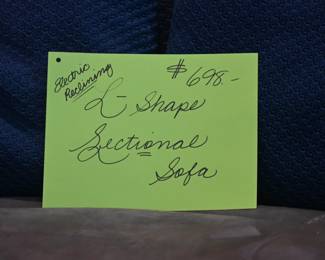 Electric
Reclining
$698.-
L-Shape
Sectional
Sofa